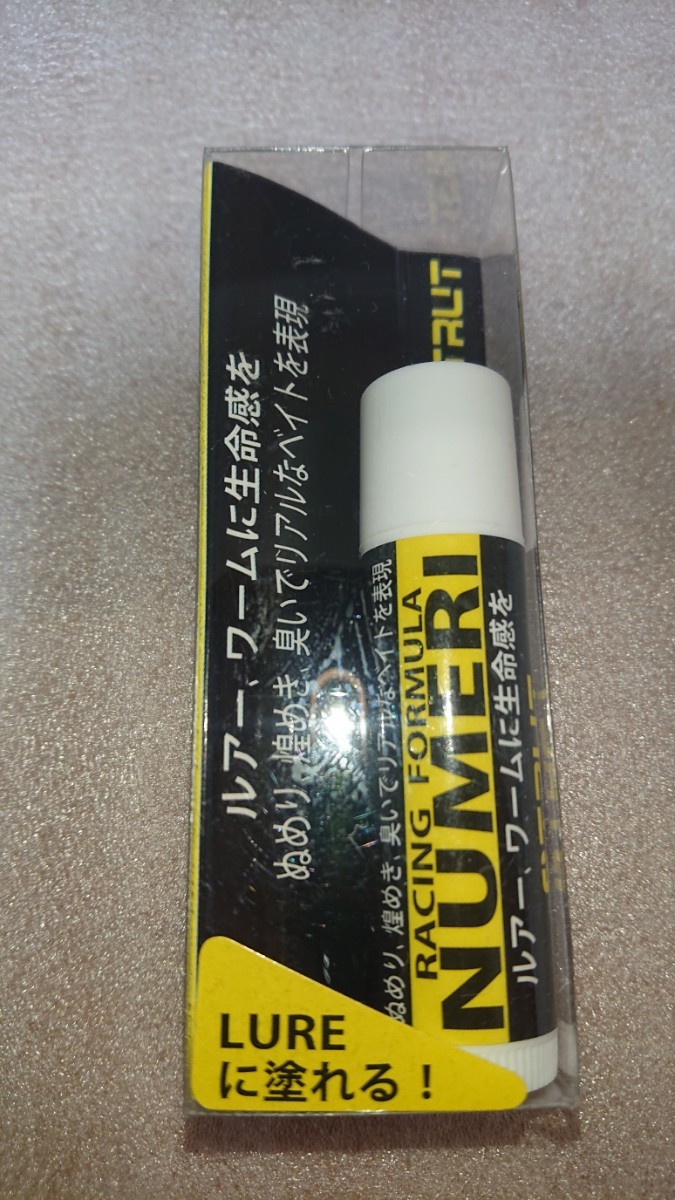 ルアー、ワームに生命感を
ぬめり、煌めき、臭いでリアルなベイトを表現
ぬめり、煌めき、臭いでリアルなベイトを表現
RACING FORMULA
NUMERI
ルアー、ワームに生命感を
LURE
に塗れる!